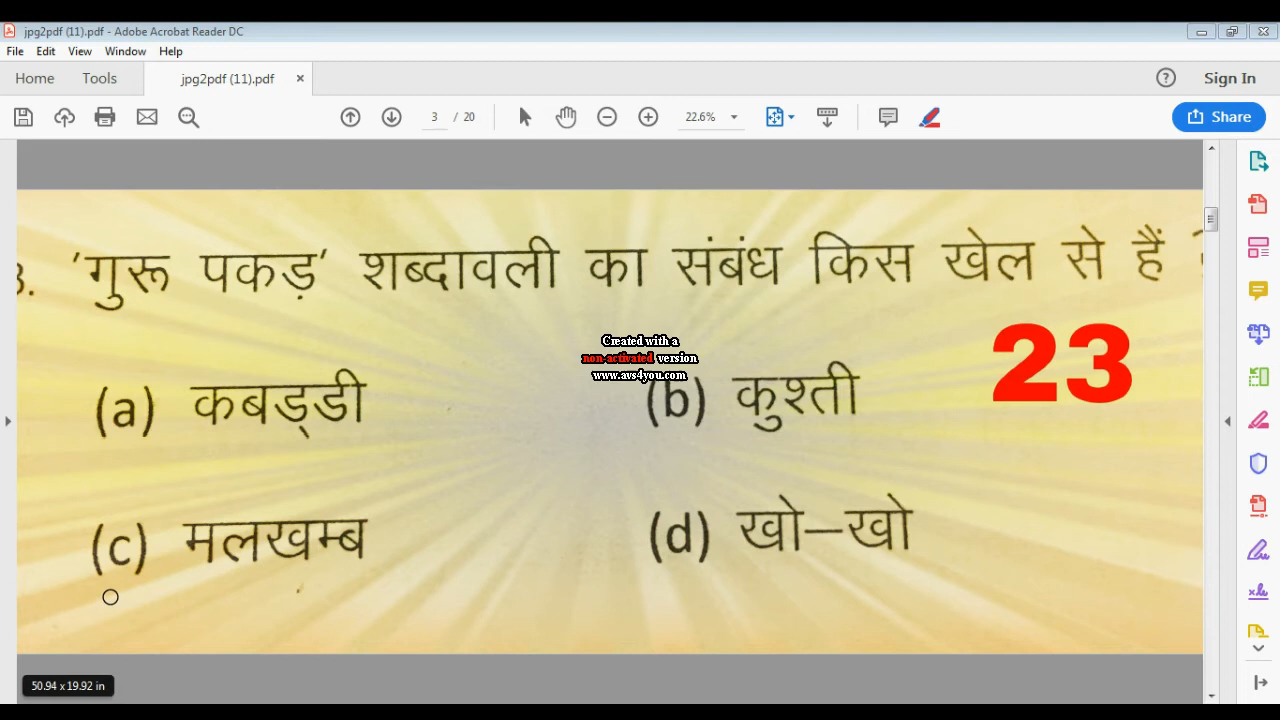 jpg2pdf (11).pdf - Adobe Acrobat Reader DC
File Edit View Window Help
Home Tools jpg2pdf (11).pdf × Sign In
3 / 20 22.6% Share
3. 'गुरू पकड़' शब्दावली का संबंध किस खेल से हैं ?
23
Created with a
non-activated version
www.avs4you.com
(a) कबड्डी (b) कुश्ती
(c) मलखम्ब (d) खो–खो
50.94 x 19.92 in